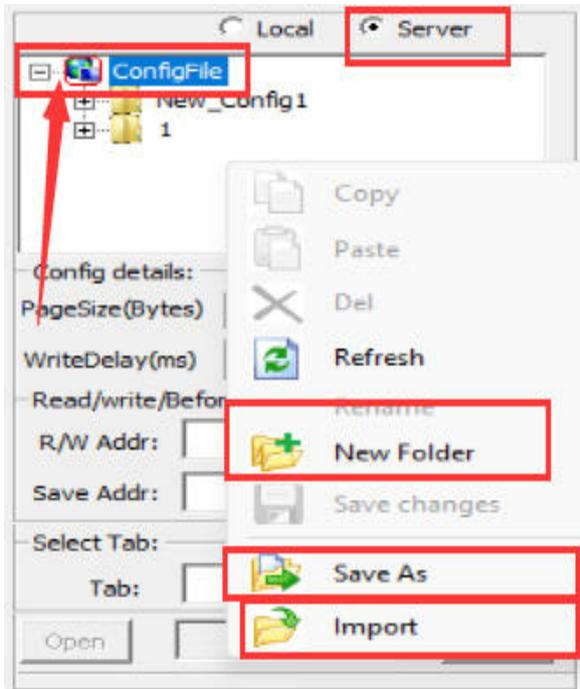 Local Server
ConfigFile
New_Config1
1
Copy
Paste
Config details:
Del
PageSize(Bytes)
WriteDelay(ms)
Refresh
Read/write/Befor
Rename
R/W Addr:
New Folder
Save Addr:
Save changes
Select Tab:
Save As
Tab:
Import
Open